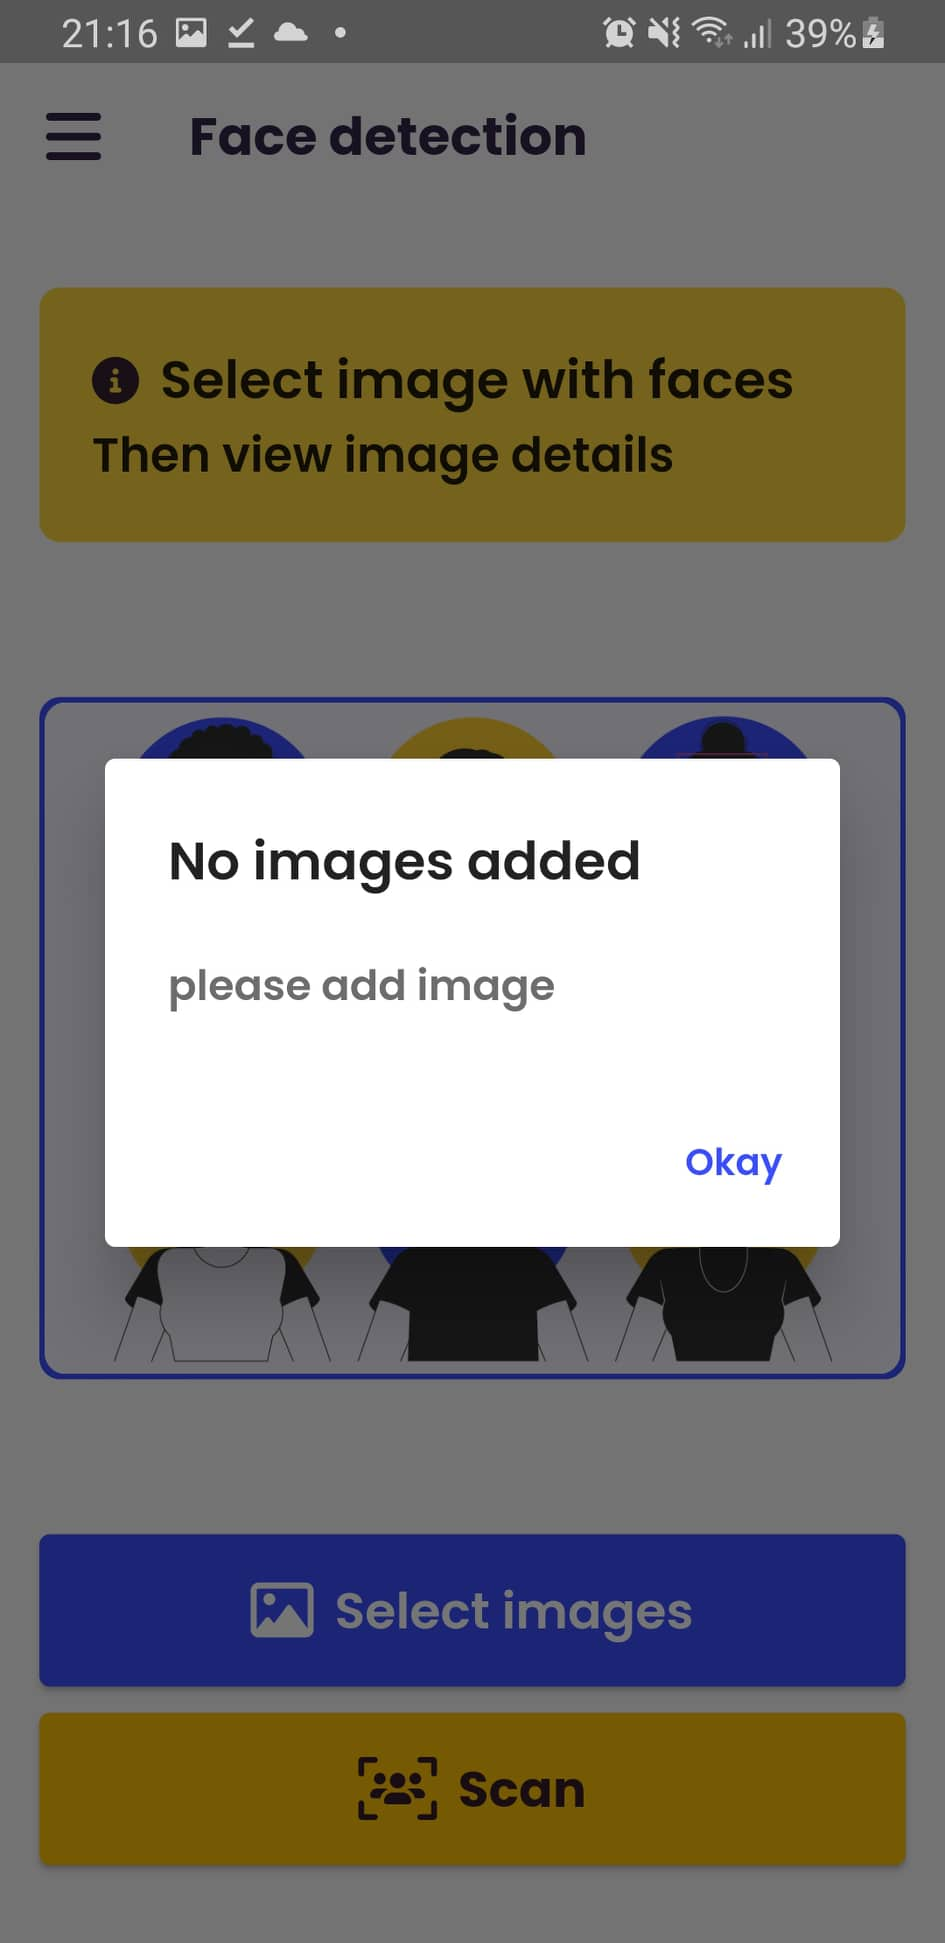 21:16 39%
Face detection
Select image with faces
Then view image details
No images added
please add image
Okay
Select images
Scan